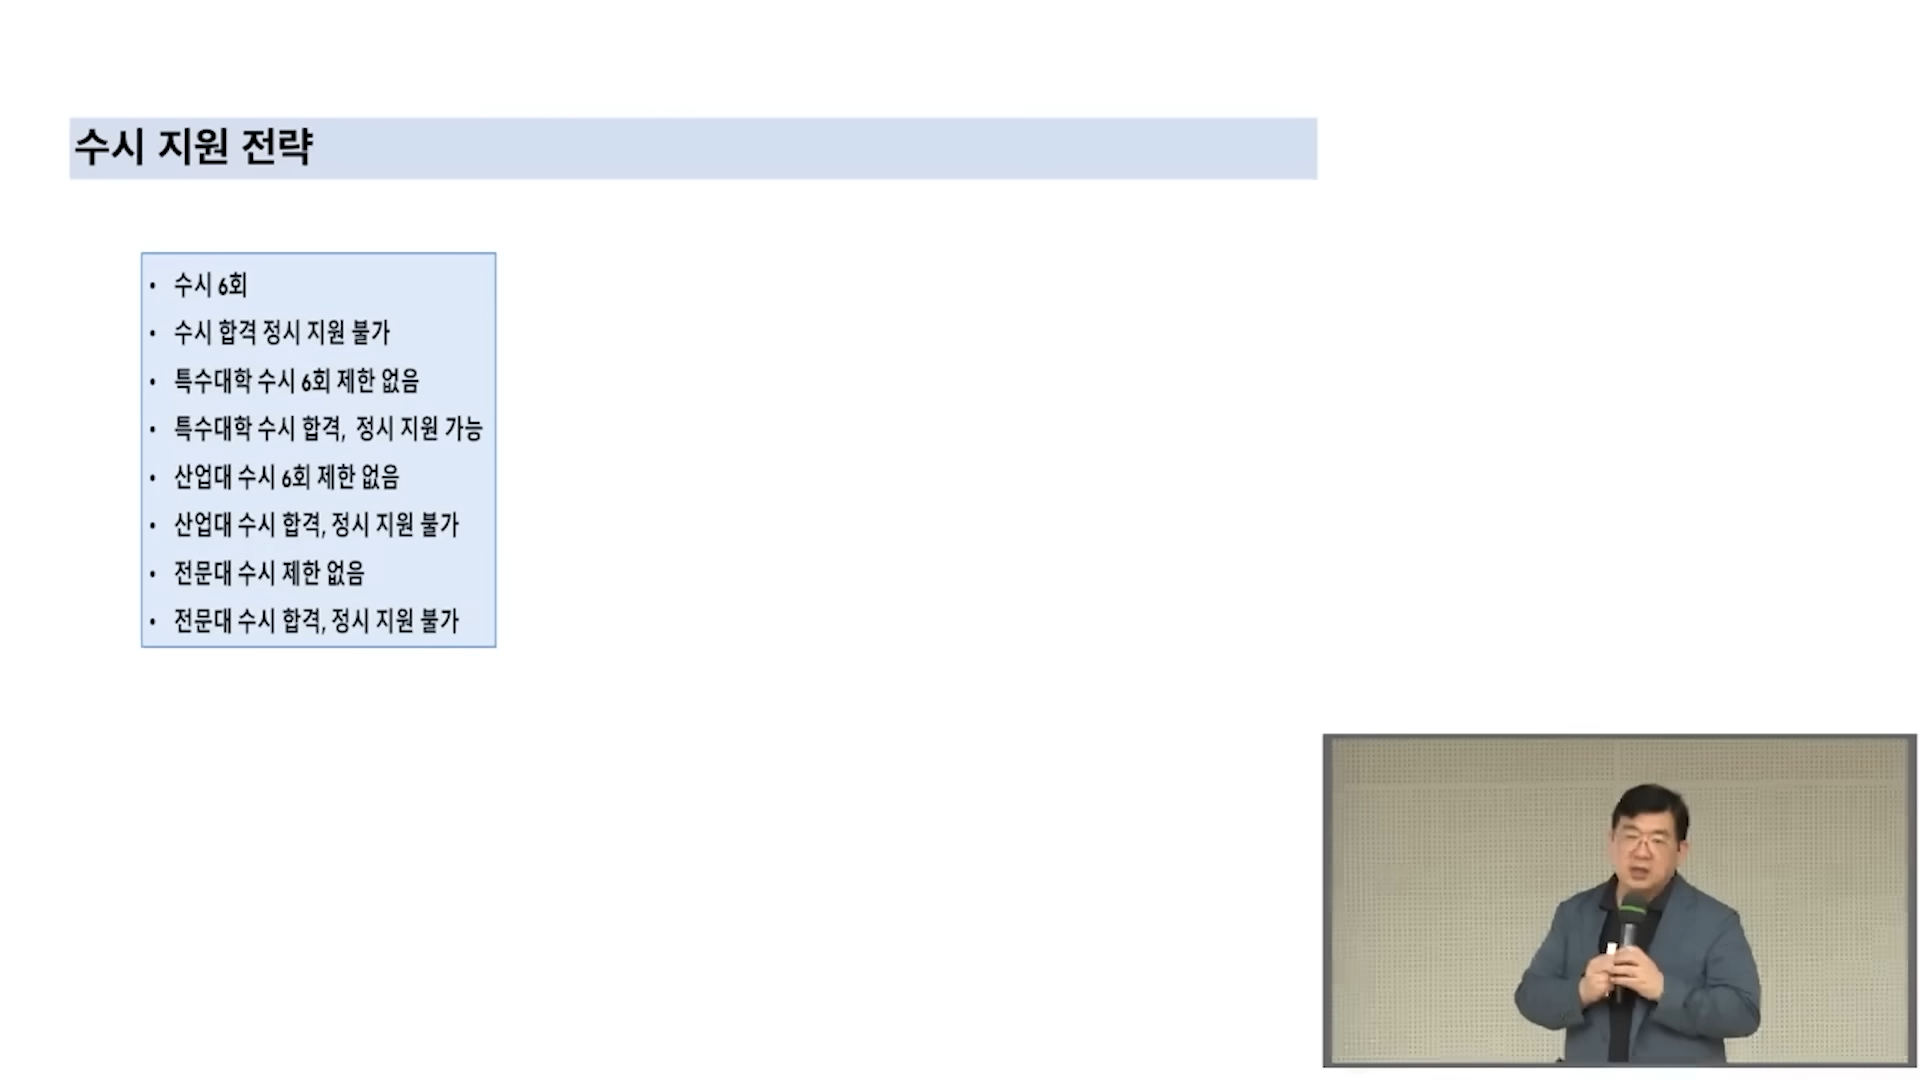 수시 지원 전략
• 수시 6회
• 수시 합격 정시 지원 불가
• 특수대학 수시 6회 제한 없음
• 특수대학 수시 합격, 정시 지원 가능
• 산업대 수시 6회 제한 없음
• 산업대 수시 합격, 정시 지원 불가
• 전문대 수시 제한 없음
• 전문대 수시 합격, 정시 지원 불가